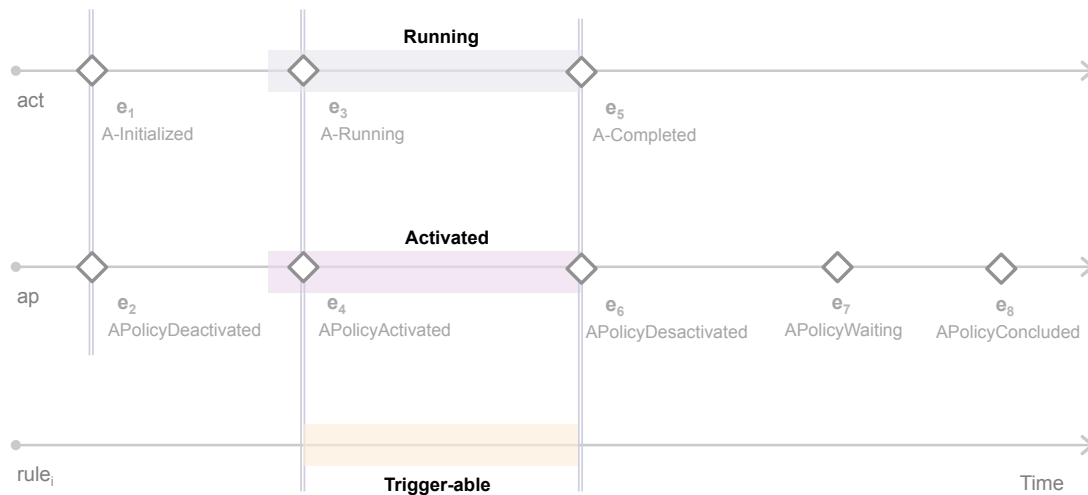 Running
act
e1
A-Initialized
e3
A-Running
e5
A-Completed
Activated
ap
e2
APolicyDeactivated
e4
APolicyActivated
e6
APolicyDesactivated
e7
APolicyWaiting
e8
APolicyConcluded
rulei
Trigger-able
Time